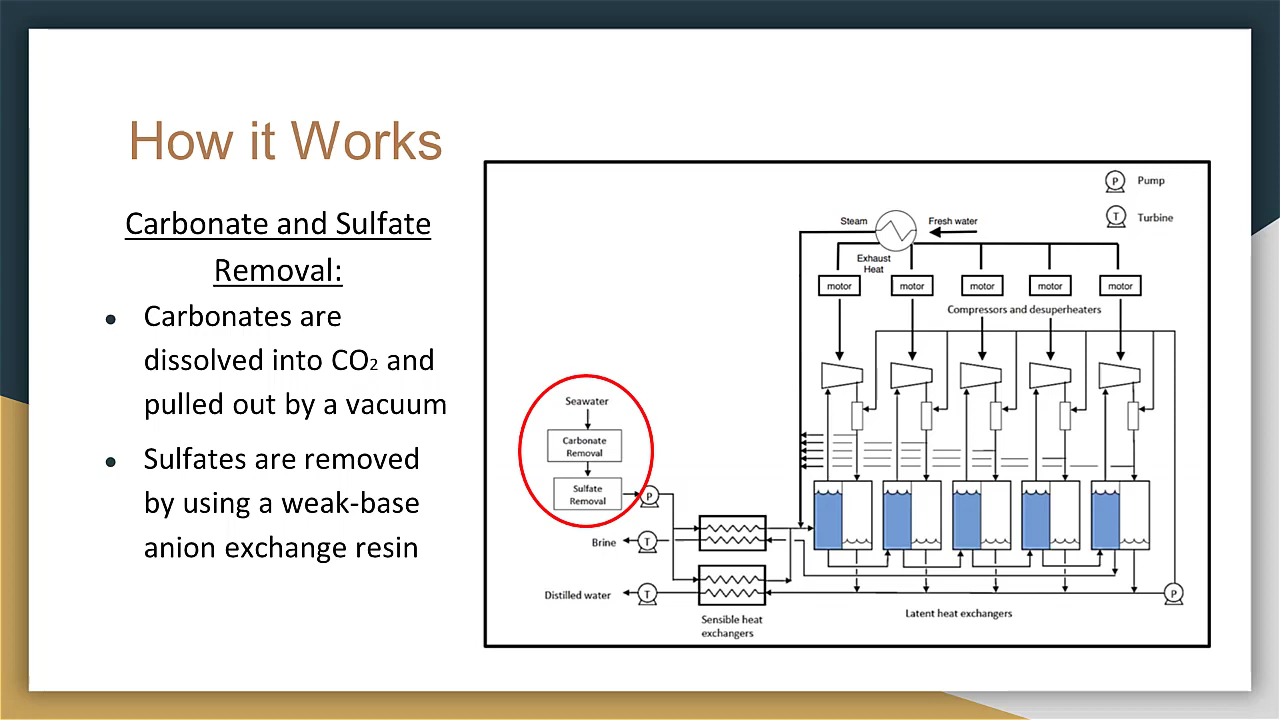 How it Works
Carbonate and Sulfate
Removal:
● Carbonates are
dissolved into CO₂ and
pulled out by a vacuum
● Sulfates are removed
by using a weak-base
anion exchange resin
P Pump
T Turbine
Steam
Fresh water
Exhaust
Heat
motor motor motor motor motor
Compressors and desuperheaters
Seawater
Carbonate
Removal
Sulfate
Removal
P
Brine
T
Distilled water
T
P
Sensible heat
exchangers
Latent heat exchangers